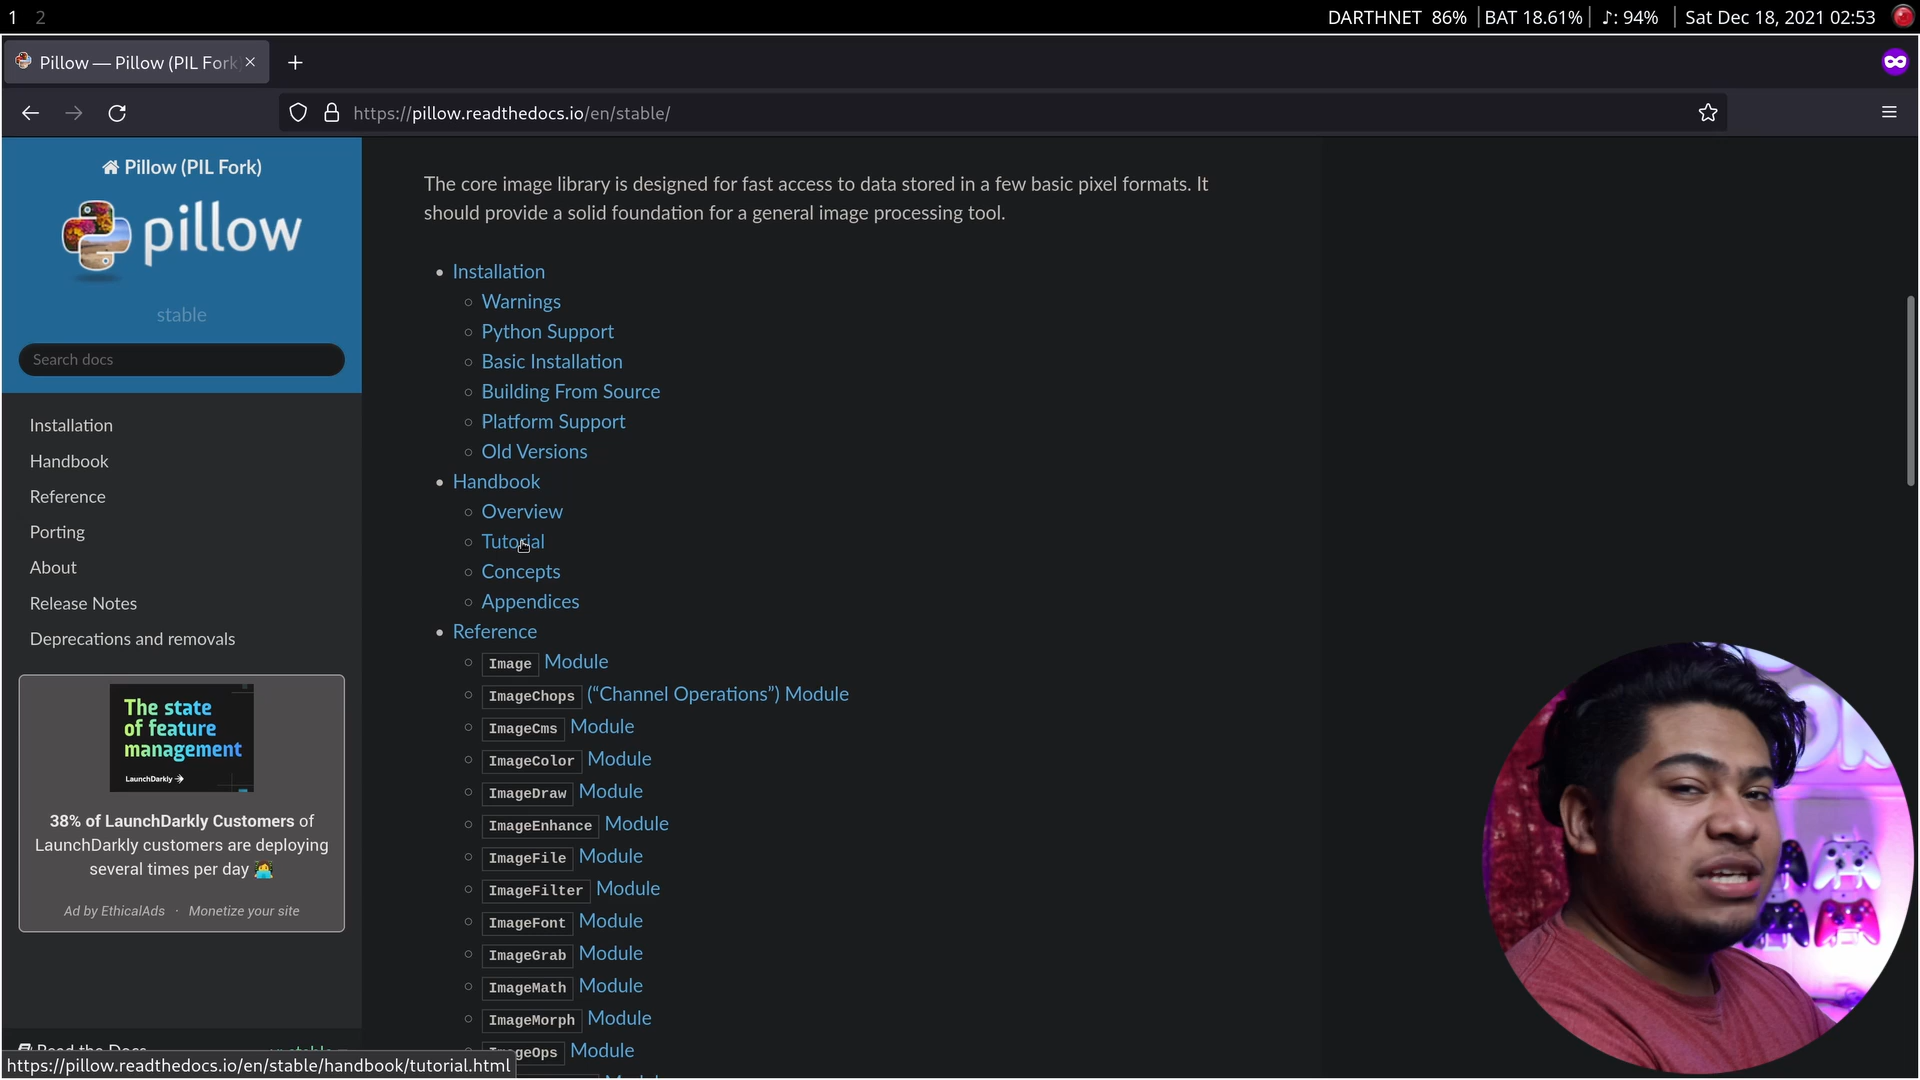 1 2
DARTHNET 86% | BAT 18.61% | ♪: 94% | Sat Dec 18, 2021 02:53
Pillow — Pillow (PIL Fork
https://pillow.readthedocs.io/en/stable/
Pillow (PIL Fork)
pillow
stable
Search docs
Installation
Handbook
Reference
Porting
About
Release Notes
Deprecations and removals
The state
of feature
management
LaunchDarkly
38% of LaunchDarkly Customers of
LaunchDarkly customers are deploying
several times per day
Ad by EthicalAds · Monetize your site
Read the Docs
https://pillow.readthedocs.io/en/stable/handbook/tutorial.html
The core image library is designed for fast access to data stored in a few basic pixel formats. It
should provide a solid foundation for a general image processing tool.
Installation
Warnings
Python Support
Basic Installation
Building From Source
Platform Support
Old Versions
Handbook
Overview
Tutorial
Concepts
Appendices
Reference
Image Module
ImageChops (“Channel Operations”) Module
ImageCms Module
ImageColor Module
ImageDraw Module
ImageEnhance Module
ImageFile Module
ImageFilter Module
ImageFont Module
ImageGrab Module
ImageMath Module
ImageMorph Module
geOps Module